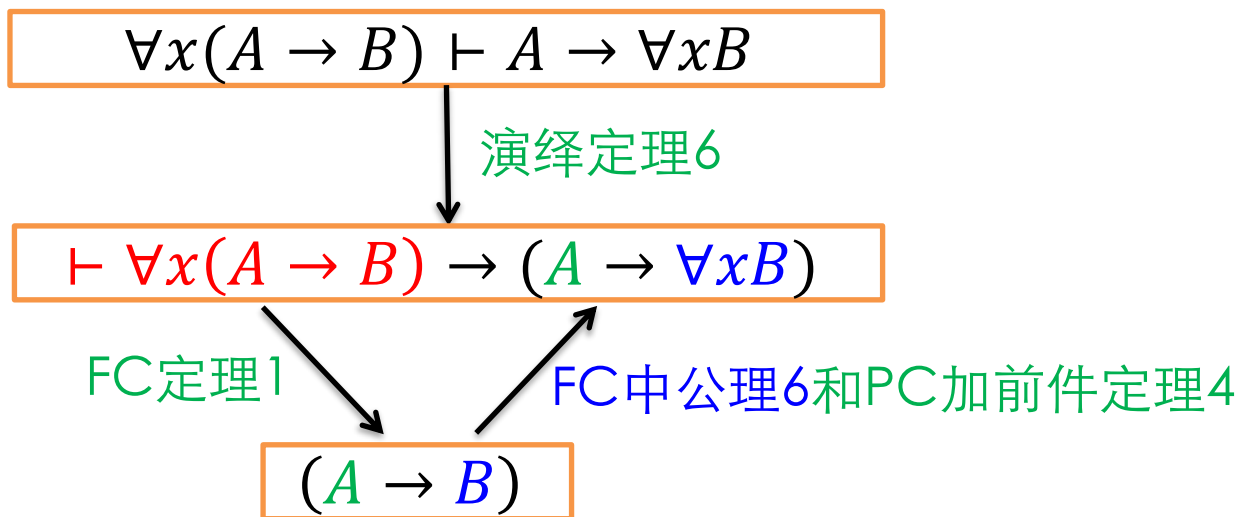 ∀x(A → B) ⊢ A → ∀xB
演绎定理6
⊢ ∀x(A → B) → (A → ∀xB)
FC定理1
FC中公理6和PC加前件定理4
(A → B)